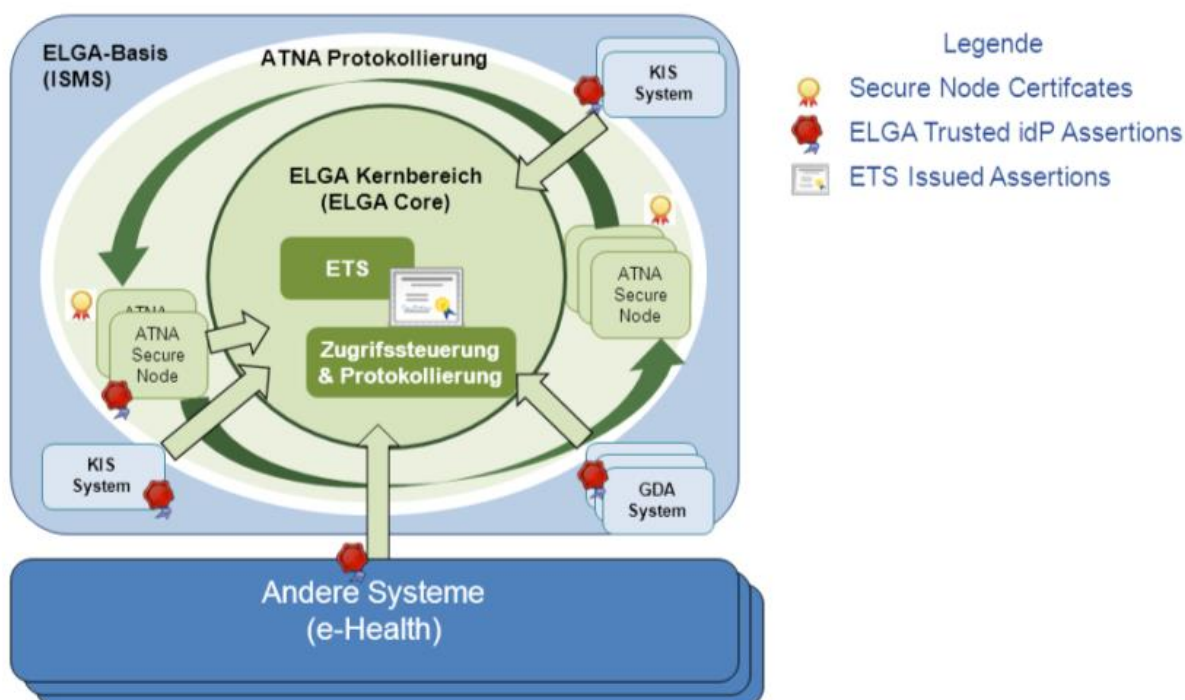 ELGA-Basis
(ISMS)
ATNA Protokollierung
KIS
System
ELGA Kernbereich
(ELGA Core)
ETS
Zugrifssteuerung
& Protokollierung
ATNA
Secure
Node
ATNA
ATNA
Secure
Node
KIS
System
GDA
System
Andere Systeme
(e-Health)
Legende
Secure Node Certifcates
ELGA Trusted idP Assertions
ETS Issued Assertions